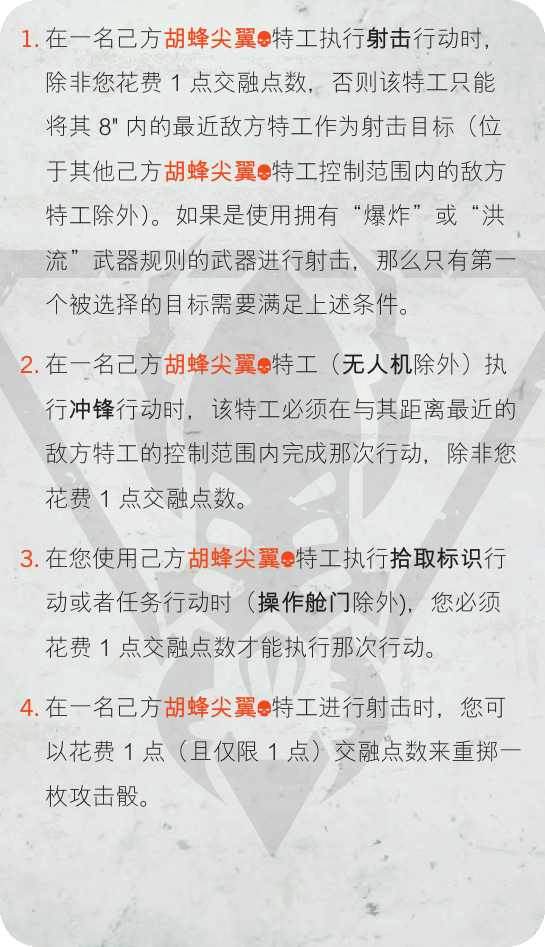 1. 在一名己方胡蜂尖翼💀特工执行射击行动时，
除非您花费 1 点交融点数，否则该特工只能
将其 8" 内的最近敌方特工作为射击目标（位
于其他己方胡蜂尖翼💀特工控制范围内的敌方
特工除外）。如果是使用拥有“爆炸”或“洪
流”武器规则的武器进行射击，那么只有第一
个被选择的目标需要满足上述条件。
2. 在一名己方胡蜂尖翼💀特工（无人机除外）执
行冲锋行动时，该特工必须在与其距离最近的
敌方特工的控制范围内完成那次行动，除非您
花费 1 点交融点数。
3. 在您使用己方胡蜂尖翼💀特工执行拾取标识行
动或者任务行动时（操作舱门除外)，您必须
花费 1 点交融点数才能执行那次行动。
4. 在一名己方胡蜂尖翼💀特工进行射击时，您可
以花费 1 点（且仅限 1 点）交融点数来重掷一
枚攻击骰。